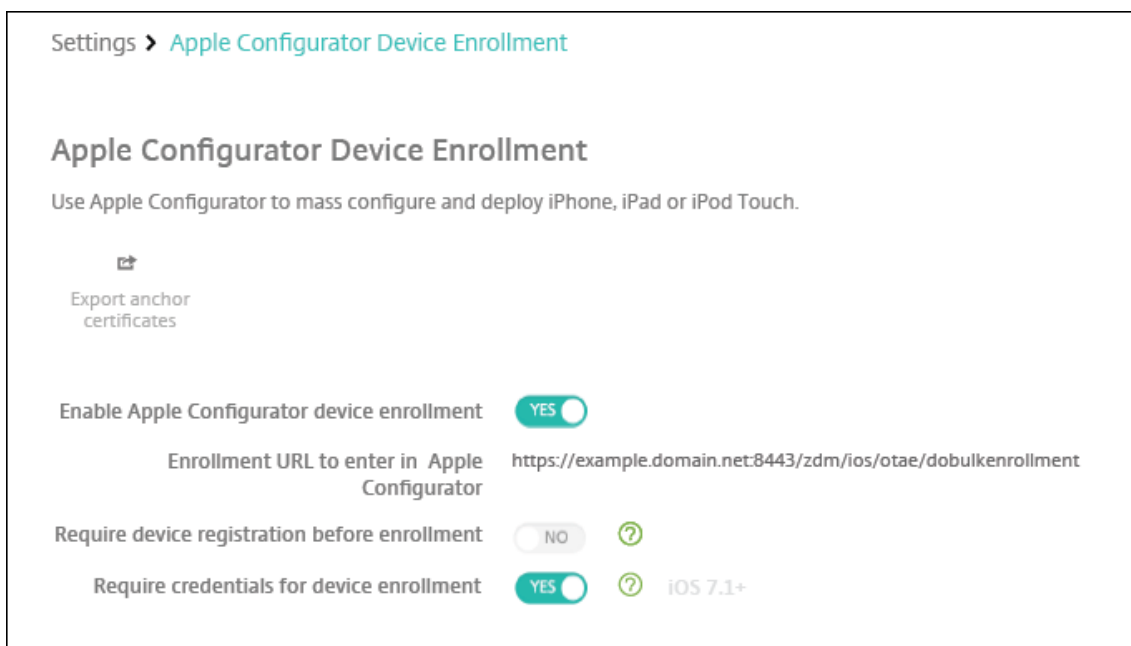 Settings > Apple Configurator Device Enrollment
Apple Configurator Device Enrollment
Use Apple Configurator to mass configure and deploy iPhone, iPad or iPod Touch.
Export anchor
certificates
Enable Apple Configurator device enrollment YES
Enrollment URL to enter in Apple https://example.domain.net:8443/zdm/ios/otae/dobulkenrollment
Configurator
Require device registration before enrollment NO ?
Require credentials for device enrollment YES ? iOS 7.1+